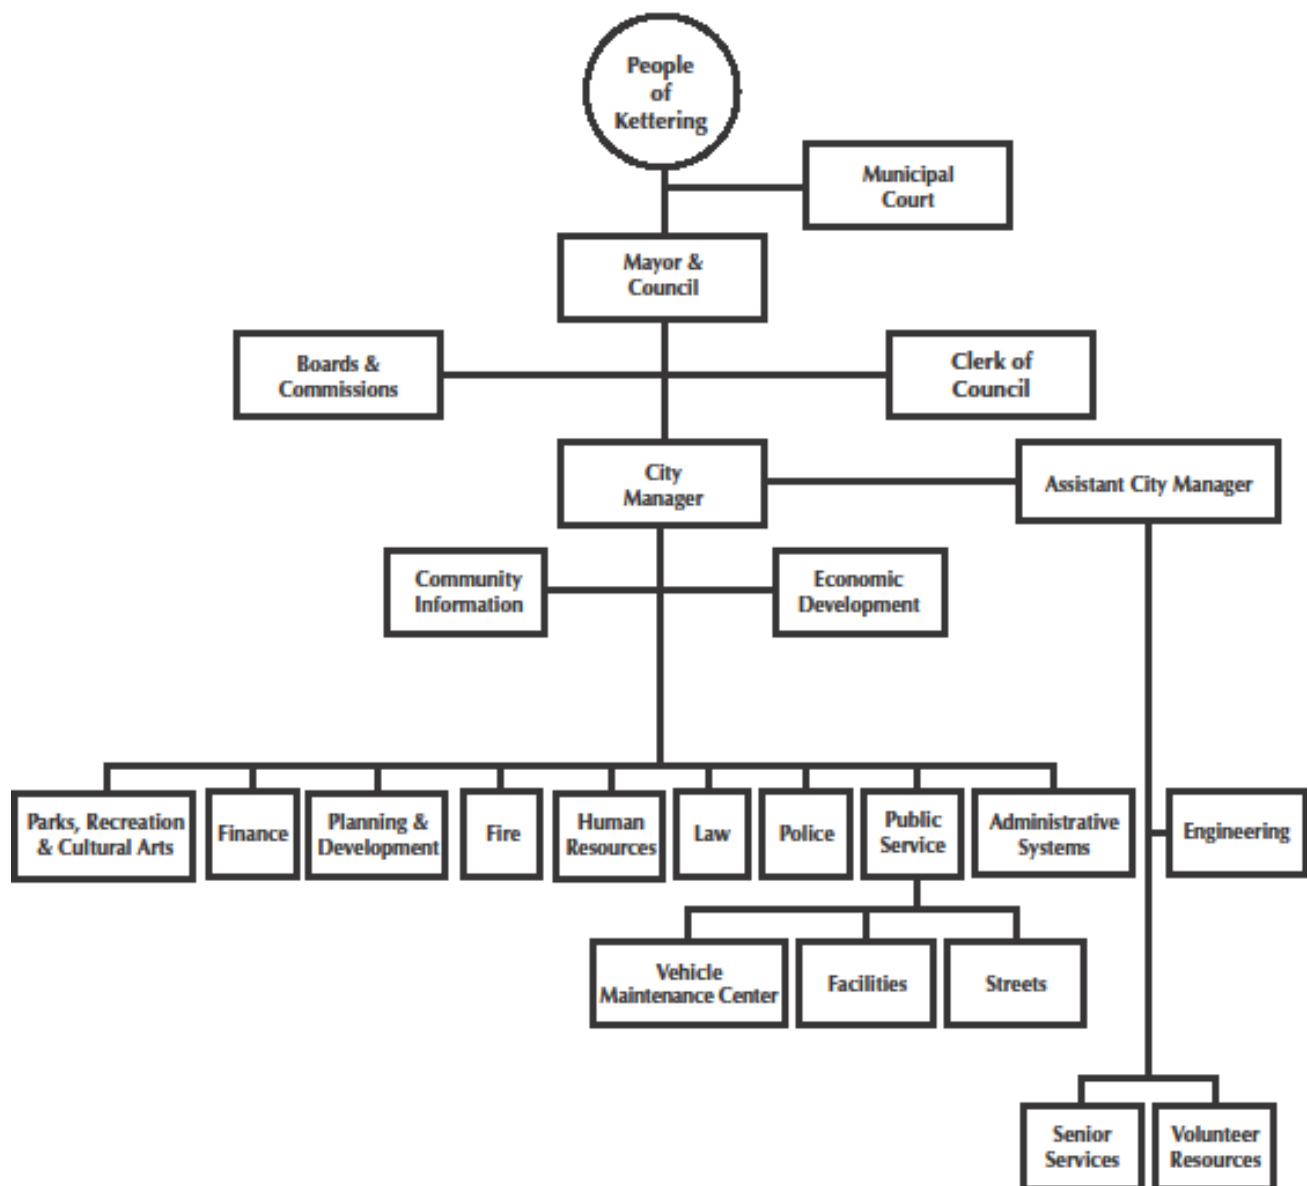 People
of
Kettering
Municipal
Court
Mayor &
Council
Boards &
Commissions
Clerk of
Council
City
Manager
Assistant City Manager
Community
Information
Economic
Development
Parks, Recreation
& Cultural Arts
Finance
Planning &
Development
Fire
Human
Resources
Law
Police
Public
Service
Administrative
Systems
Engineering
Vehicle
Maintenance Center
Facilities
Streets
Senior
Services
Volunteer
Resources